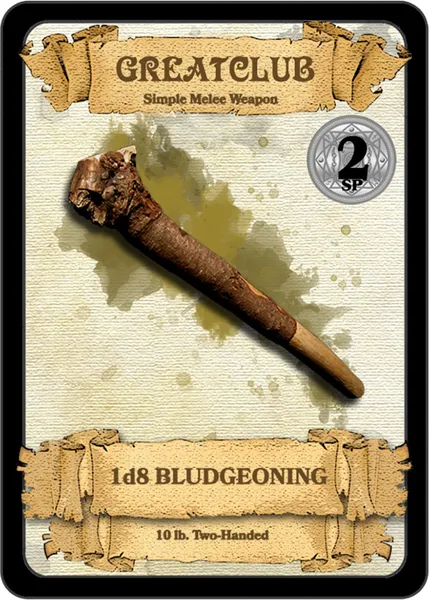 GREATCLUB
Simple Melee Weapon
2
SP
1d8 BLUDGEONING
10 lb. Two-Handed